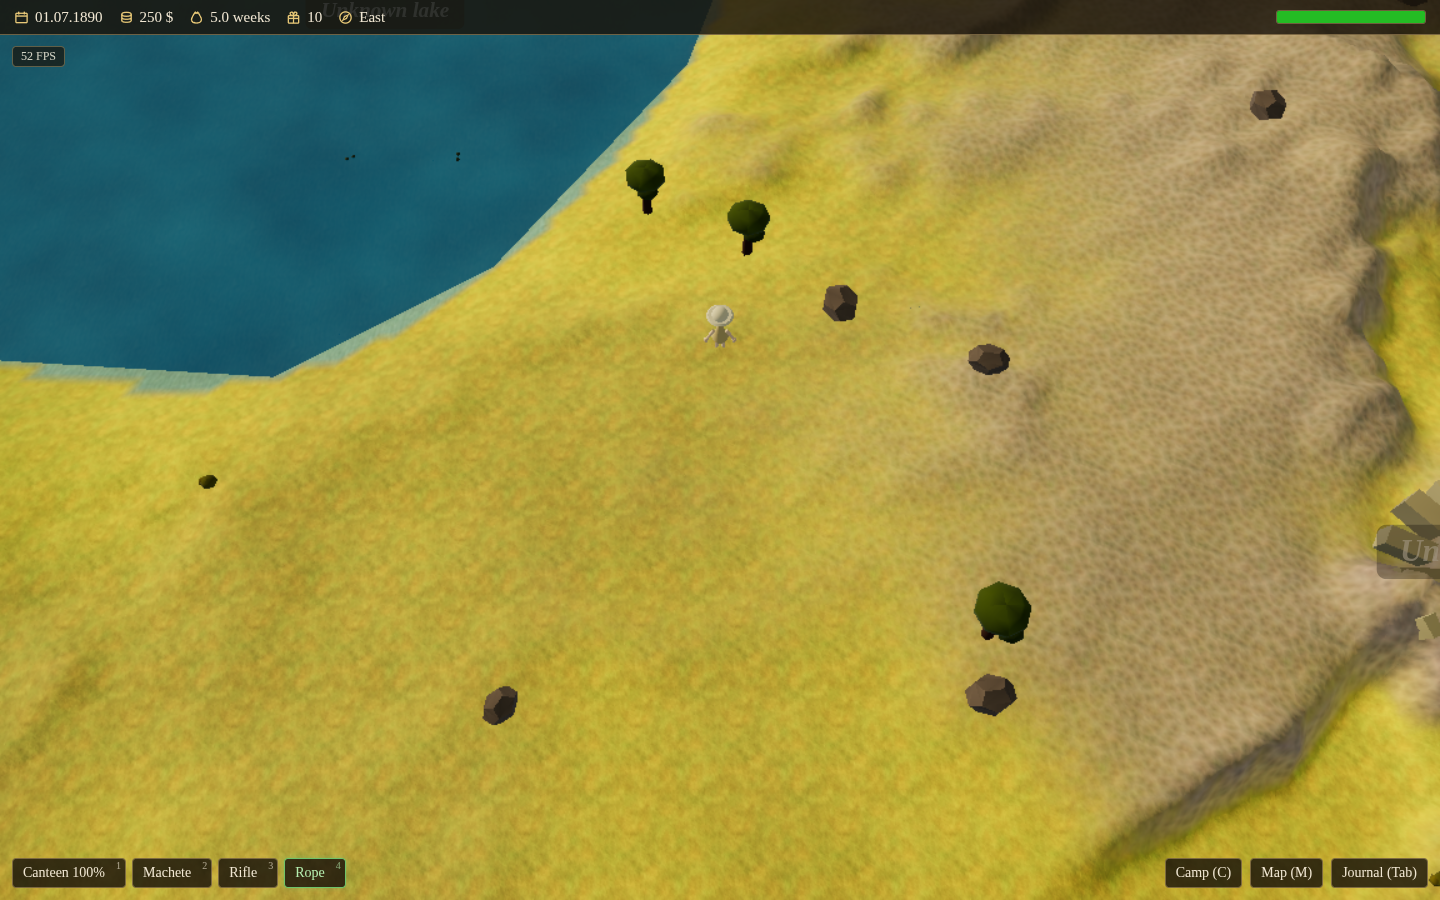 Unknown lake
01.07.1890 250 $ 5.0 weeks 10 East
52 FPS
Un
Canteen 100% 1 Machete 2 Rifle 3 Rope 4 Camp (C) Map (M) Journal (Tab)